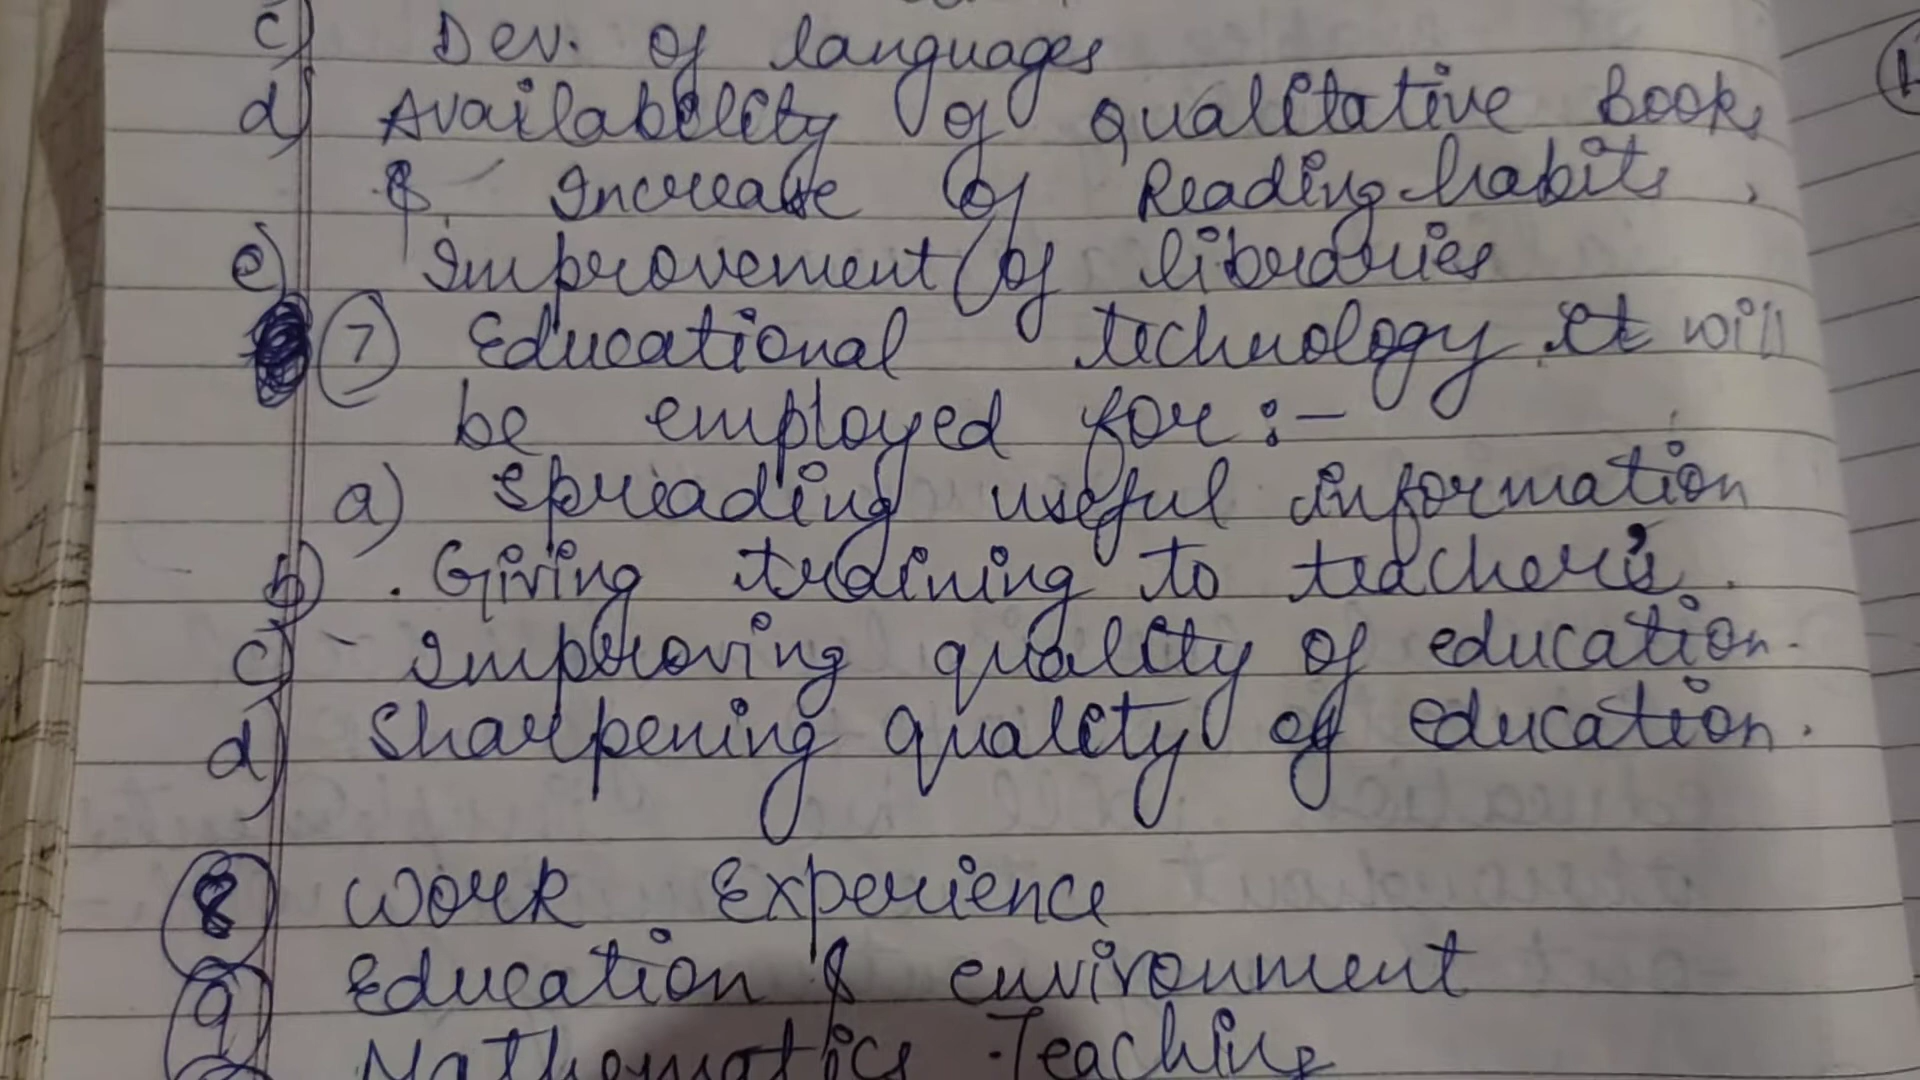 c) Dev. of languages
d) Availability of qualitative books
& Increase of Reading habits,
e) Improvement of libraries
7 Educational technology it will
be employed for :-
a) Spreading useful information
b) . Giving training to teacher's.
c) - Improving quality of education.
d) Sharpening quality of education.
8 Work Experience
9 Education & environment
Mathematics Teaching